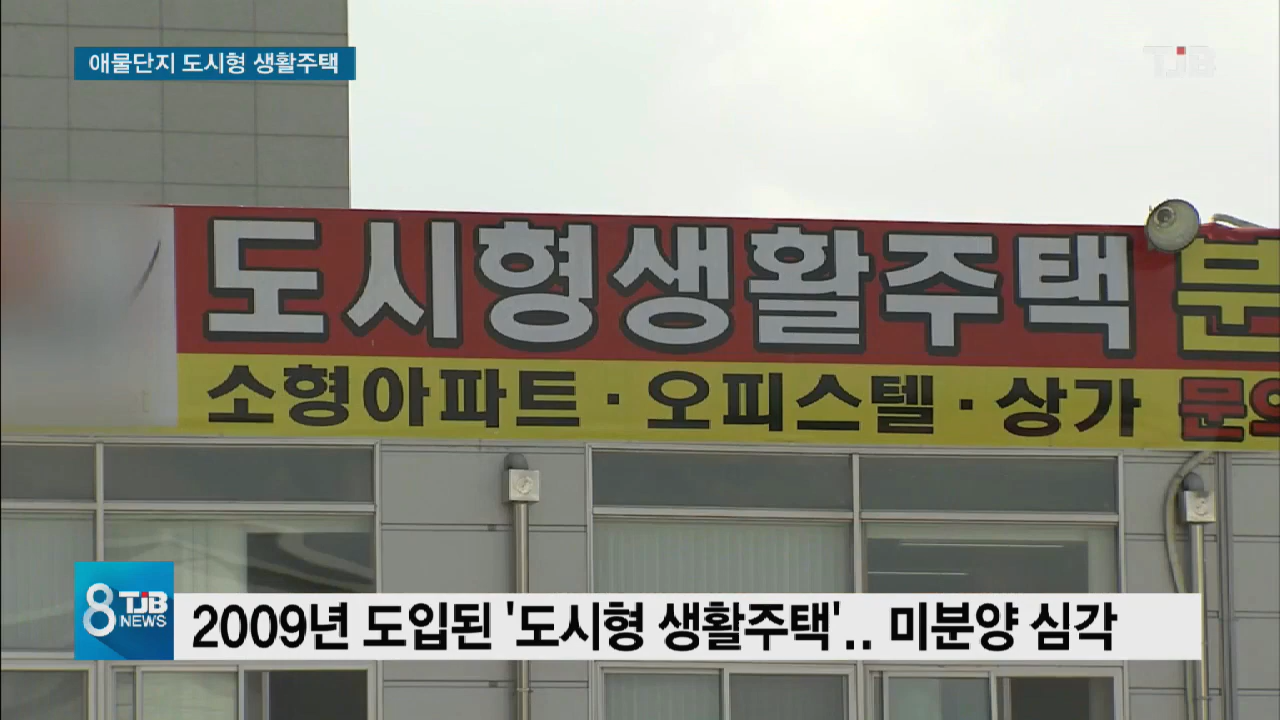 애물단지 도시형 생활주택
TJB
도시형생활주택
소형아파트·오피스텔·상가
8 TJB NEWS
2009년 도입된 '도시형 생활주택'.. 미분양 심각